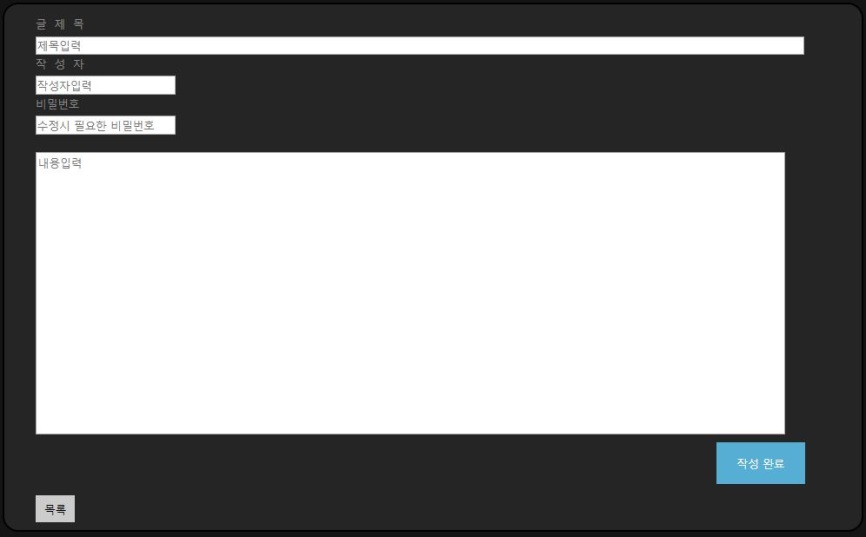 글 제 목
제목입력
작 성 자
작성자입력
비밀번호
수정시 필요한 비밀번호
내용입력
작성 완료
목록